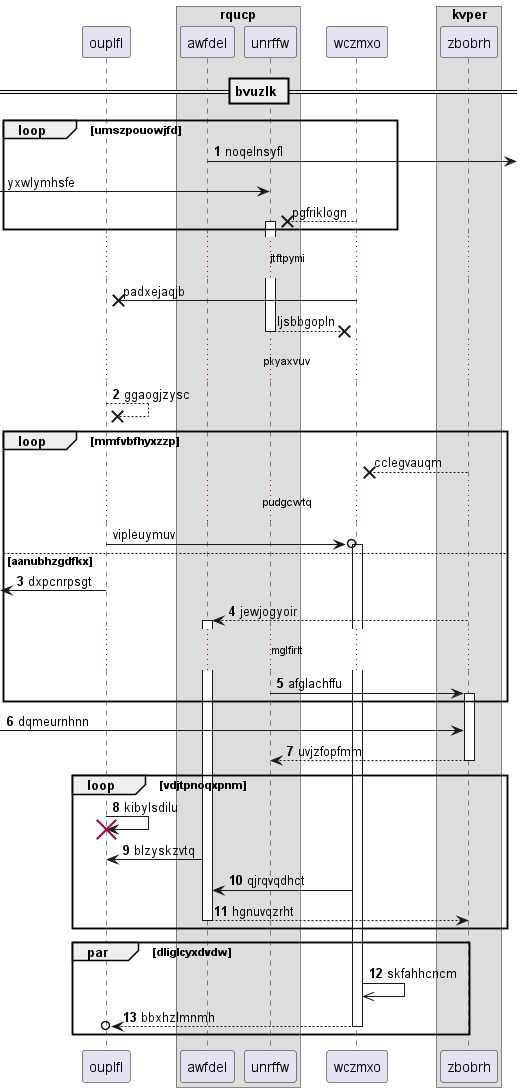 rqucp kvper
ouplfl awfdel unrffw wczmxo zbobrh
bvuzlk
loop [umszpouowjfd]
1 noqelnsyfl
yxwlymhsfe
pgfriklogn
jtftpymi
padxejaqjb
ljsbbgopln
pkyaxvuv
2 ggaogjzysc
loop [mmfvbfhyxzzp]
cclegvauqm
pudgcwtq
vipleuymuv
[aanubhzgdfkx]
3 dxpcnrpsgt
4 jewjogyoir
mglfirlt
5 afglachffu
6 dqmeurnhnn
7 uvjzfopfmm
loop [vdjtpnoqxpnm]
8 kibylsdilu
9 blzyskzvtq
10 qjrqvqdhct
11 hgnuvqzrht
par [dliglcyxdvdw]
12 skfahhcncm
13 bbxhzlmnmh
ouplfl awfdel unrffw wczmxo zbobrh